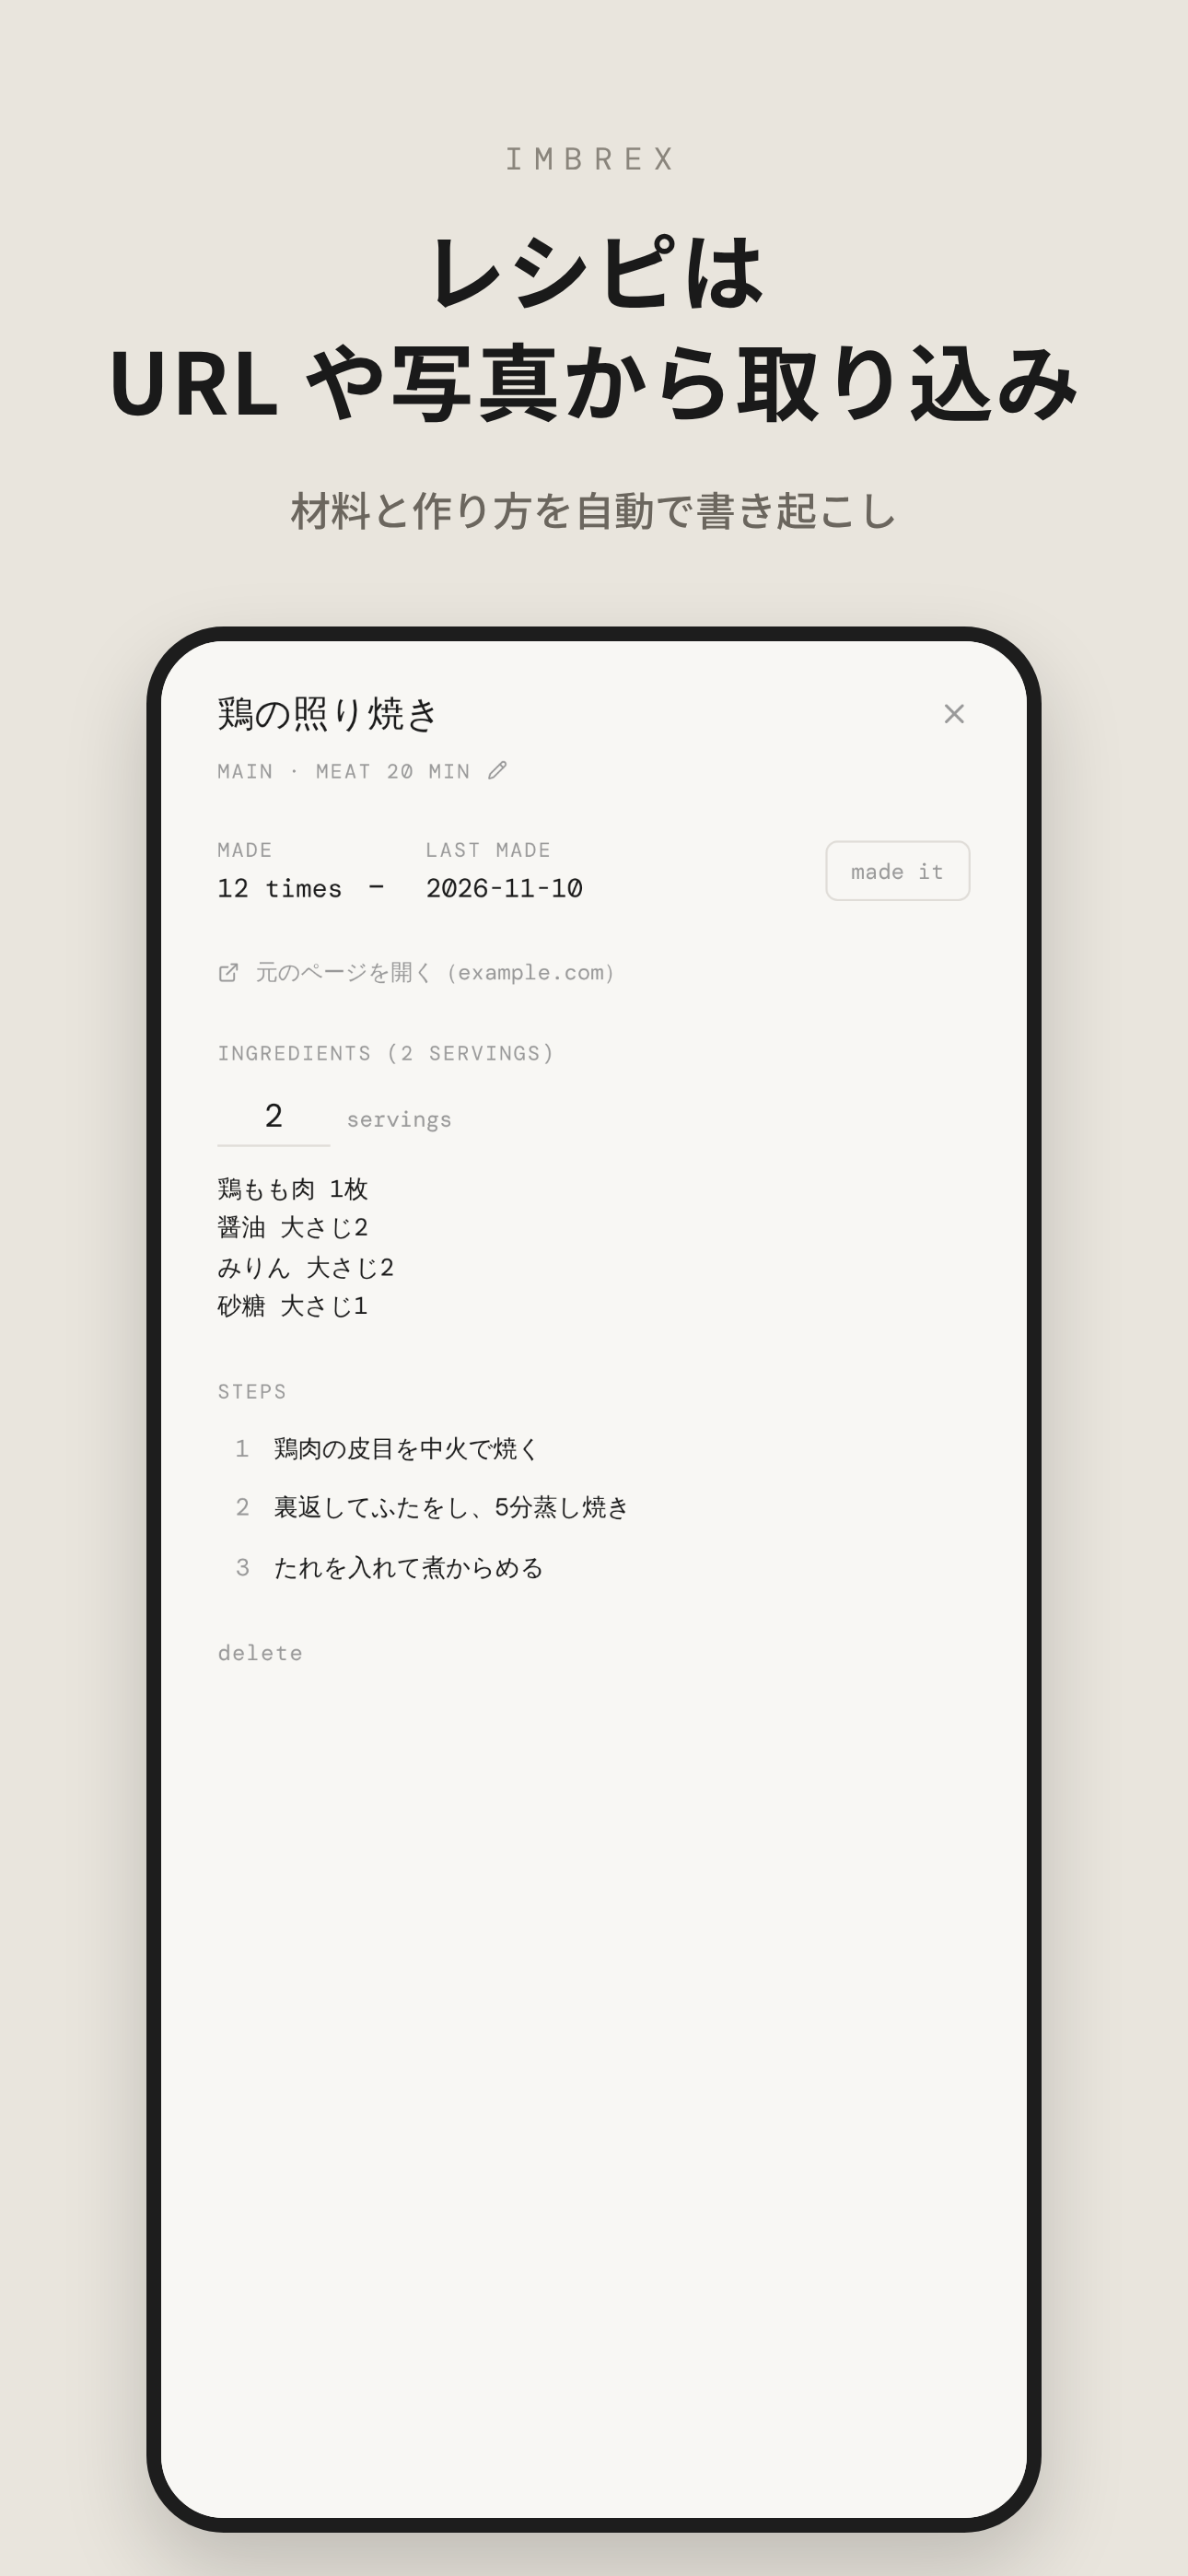 IMBREX
レシピは
URL や写真から取り込み
材料と作り方を自動で書き起こし
鶏の照り焼き
MAIN · MEAT 20 MIN
MADE LAST MADE
12 times − 2026-11-10
made it
元のページを開く（example.com）
INGREDIENTS (2 SERVINGS)
2 servings
鶏もも肉 1枚
醤油 大さじ2
みりん 大さじ2
砂糖 大さじ1
STEPS
1 鶏肉の皮目を中火で焼く
2 裏返してふたをし、5分蒸し焼き
3 たれを入れて煮からめる
delete